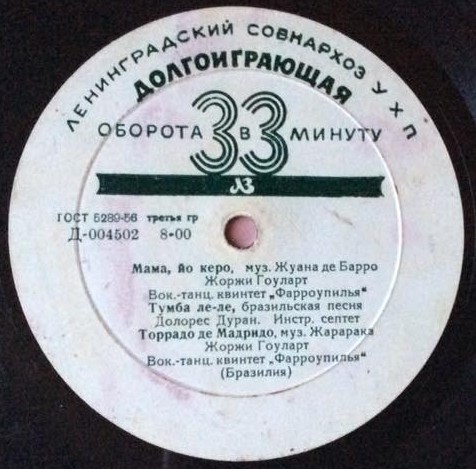 ЛЕНИНГРАДСКИЙ СОВНАРХОЗ УХП
ДОЛГОИГРАЮЩАЯ
33
ОБОРОТА В МИНУТУ
ЛЗ
ГОСТ 5289-56 третья гр
Д-004502 8-00
Мама, йо керо, муз. Жуана де Барро
Жоржи Гоуларт
Вок.-танц. квинтет „Фарроупилья“
Тумба ле-ле, бразильская песня
Долорес Дуран. Инстр. септет
Торрадо де Мадридо, муз. Жарарака
Жоржи Гоуларт
Вок.-танц. квинтет „Фарроупилья“
(Бразилия)